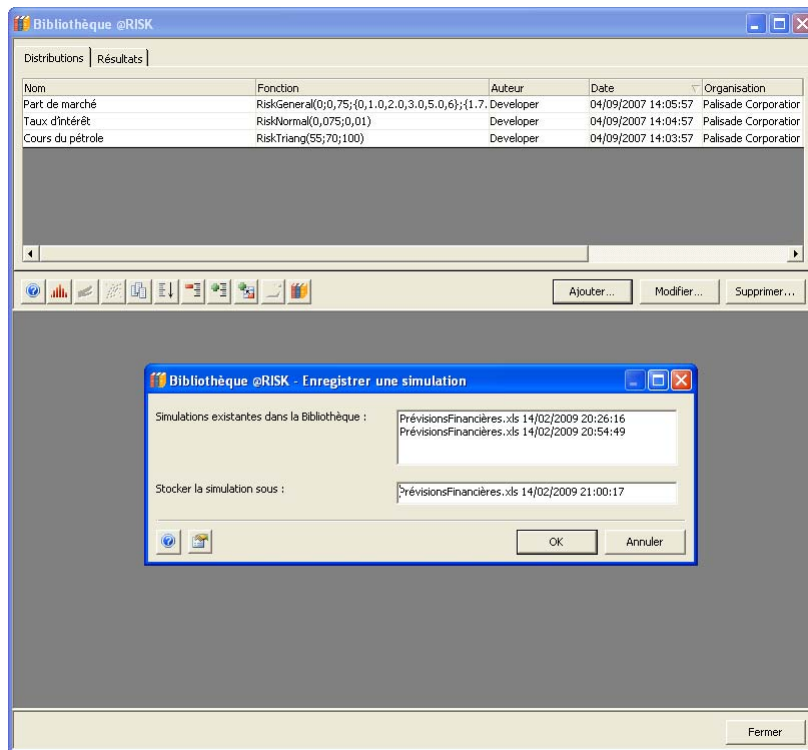 Bibliothèque @RISK
Distributions Résultats
Nom Fonction Auteur Date Organisation
Part de marché RiskGeneral(0;0,75;{0,1.0,2.0,3.0,5.0,6};{1.7. Developer 04/09/2007 14:05:57 Palisade Corporation
Taux d'intérêt RiskNormal(0,075;0,01) Developer 04/09/2007 14:04:57 Palisade Corporation
Cours du pétrole RiskTriang(55;70;100) Developer 04/09/2007 14:03:57 Palisade Corporation
Ajouter... Modifier... Supprimer...
Bibliothèque @RISK - Enregistrer une simulation
Simulations existantes dans la Bibliothèque : PrévisionsFinancières.xls 14/02/2009 20:26:16
PrévisionsFinancières.xls 14/02/2009 20:54:49
Stocker la simulation sous : PrévisionsFinancières.xls 14/02/2009 21:00:17
OK Annuler
Fermer